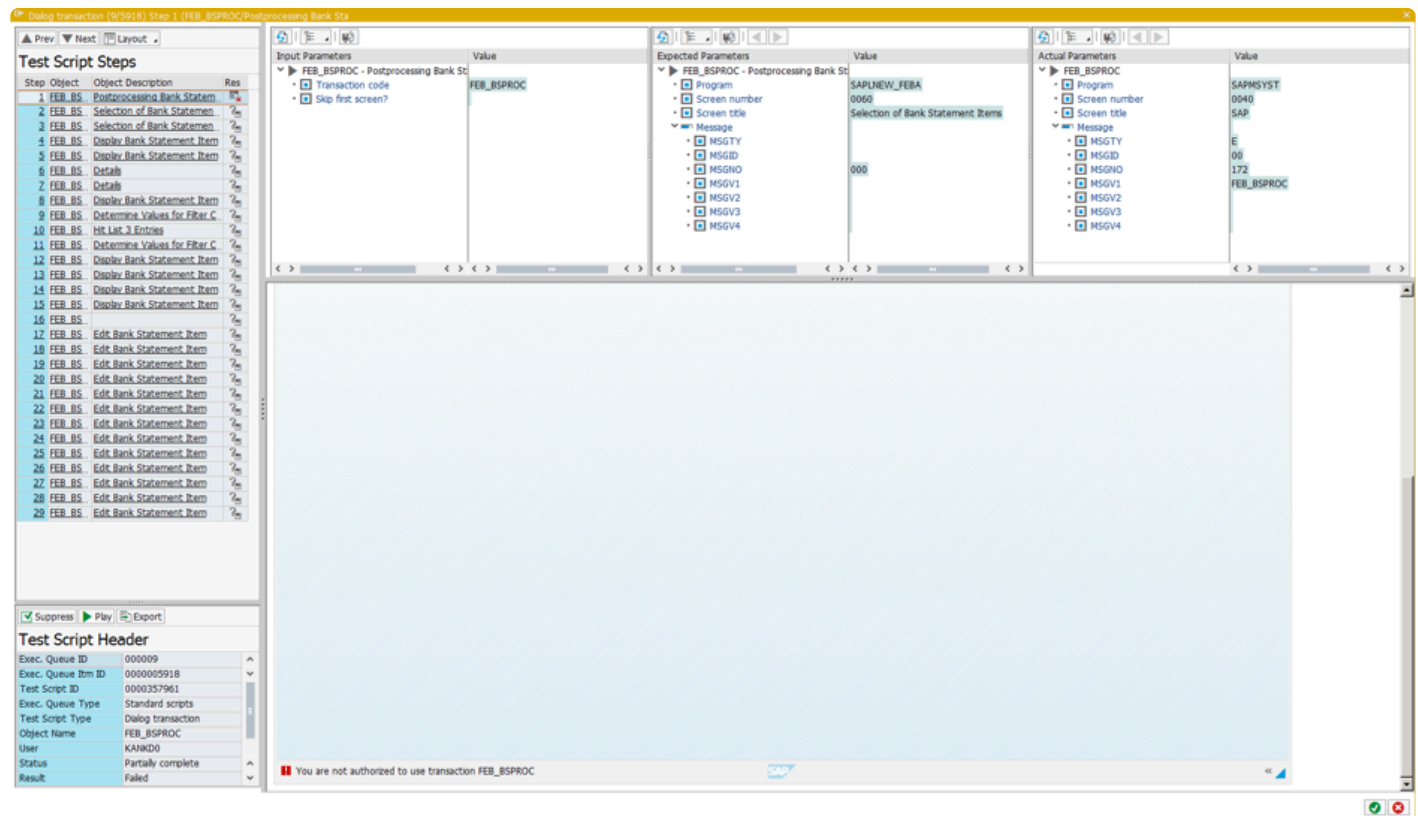 Dialog transaction (9/5918) Step 1 (FEB_BSPROC/Postprocessing Bank Sta
Prev Next Layout
Test Script Steps
Step Object Object Description Res
1 FEB_BS.. Postprocessing Bank Statem..
2 FEB_BS.. Selection of Bank Statemen..
3 FEB_BS.. Selection of Bank Statemen..
4 FEB_BS.. Display Bank Statement Item
5 FEB_BS.. Display Bank Statement Item
6 FEB_BS.. Details
7 FEB_BS.. Details
8 FEB_BS.. Display Bank Statement Item
9 FEB_BS.. Determine Values for Filter C..
10 FEB_BS.. Hit List 3 Entries
11 FEB_BS.. Determine Values for Filter C..
12 FEB_BS.. Display Bank Statement Item
13 FEB_BS.. Display Bank Statement Item
14 FEB_BS.. Display Bank Statement Item
15 FEB_BS.. Display Bank Statement Item
16 FEB_BS..
17 FEB_BS.. Edit Bank Statement Item
18 FEB_BS.. Edit Bank Statement Item
19 FEB_BS.. Edit Bank Statement Item
20 FEB_BS.. Edit Bank Statement Item
21 FEB_BS.. Edit Bank Statement Item
22 FEB_BS.. Edit Bank Statement Item
23 FEB_BS.. Edit Bank Statement Item
24 FEB_BS.. Edit Bank Statement Item
25 FEB_BS.. Edit Bank Statement Item
26 FEB_BS.. Edit Bank Statement Item
27 FEB_BS.. Edit Bank Statement Item
28 FEB_BS.. Edit Bank Statement Item
29 FEB_BS.. Edit Bank Statement Item
Suppress Play Export
Test Script Header
Exec. Queue ID 000009
Exec. Queue Itm ID 0000005918
Test Script ID 0000357961
Exec. Queue Type Standard scripts
Test Script Type Dialog transaction
Object Name FEB_BSPROC
User KANKD0
Status Partially complete
Result Failed
Input Parameters Value
FEB_BSPROC - Postprocessing Bank St
Transaction code FEB_BSPROC
Skip first screen?
Expected Parameters Value
FEB_BSPROC - Postprocessing Bank St
Program SAPLNEW_FEBA
Screen number 0060
Screen title Selection of Bank Statement Items
Message
MSGTY
MSGID
MSGNO 000
MSGV1
MSGV2
MSGV3
MSGV4
Actual Parameters Value
FEB_BSPROC
Program SAPMSYST
Screen number 0040
Screen title SAP
Message
MSGTY E
MSGID 00
MSGNO 172
MSGV1 FEB_BSPROC
MSGV2
MSGV3
MSGV4
You are not authorized to use transaction FEB_BSPROC
SAP